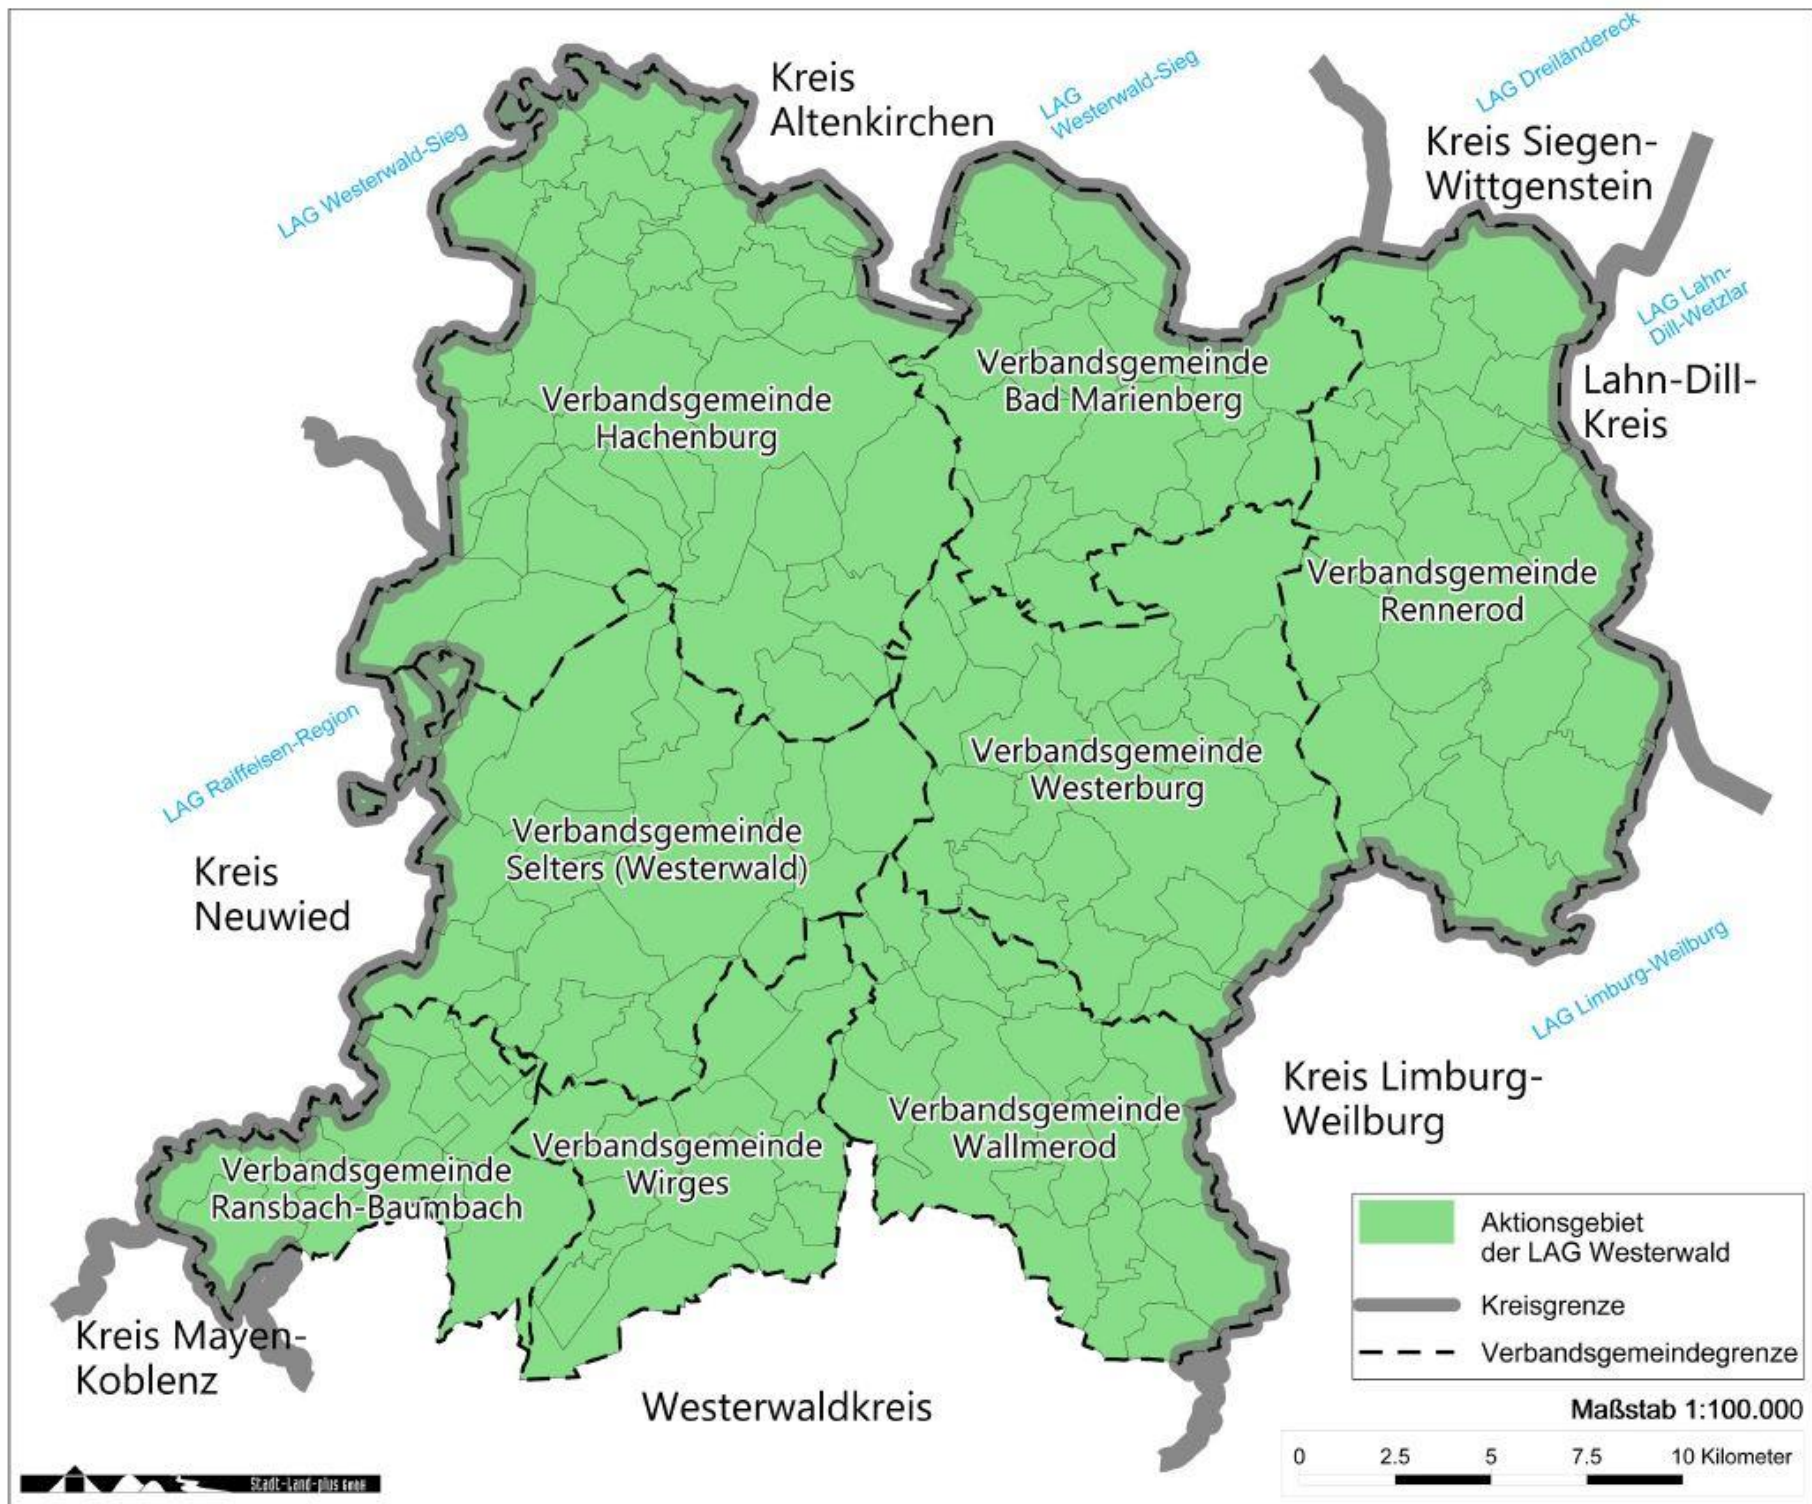 Kreis
Altenkirchen
LAG
Westerwald-Sieg
LAG Dreiländereck
Kreis Siegen-
Wittgenstein
LAG Westerwald-Sieg
LAG Lahn-
Dill-Wetzlar
Lahn-Dill-
Kreis
Verbandsgemeinde
Hachenburg
Verbandsgemeinde
Bad Marienberg
Verbandsgemeinde
Rennerod
LAG Raiffeisen-Region
Verbandsgemeinde
Westerburg
Verbandsgemeinde
Selters (Westerwald)
Kreis
Neuwied
LAG Limburg-Weilburg
Kreis Limburg-
Weilburg
Verbandsgemeinde
Wallmerod
Verbandsgemeinde
Wirges
Verbandsgemeinde
Ransbach-Baumbach
Kreis Mayen-
Koblenz
Westerwaldkreis
Aktionsgebiet
der LAG Westerwald
Kreisgrenze
Verbandsgemeindegrenze
Maßstab 1:100.000
0 2.5 5 7.5 10 Kilometer
Stadt-Land-plus GmbH